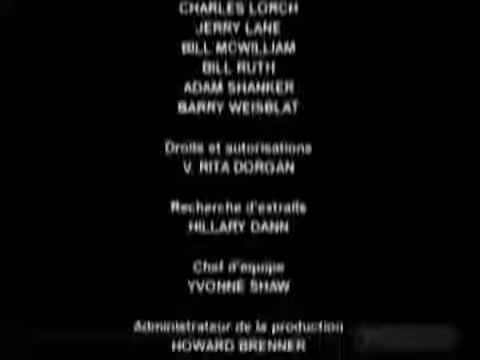 CHARLES LORCH
JERRY LANE
BILL MCWILLIAM
BILL RUTH
ADAM SHANKER
BARRY WEISBLAT
Droits et autorisations
V. RITA DORGAN
Recherche d'extraits
HILLARY DANN
Chef d'equipe
YVONNE SHAW
Administrateur de la production
HOWARD BRENNER